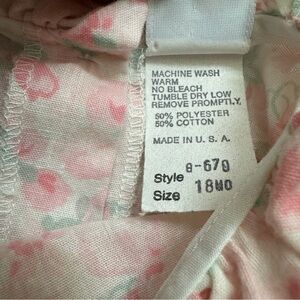 MACHINE WASH
WARM
NO BLEACH
TUMBLE DRY LOW
REMOVE PROMPTLY
50% POLYESTER
50% COTTON
MADE IN U. S. A.
Style 8-679
Size 18MO